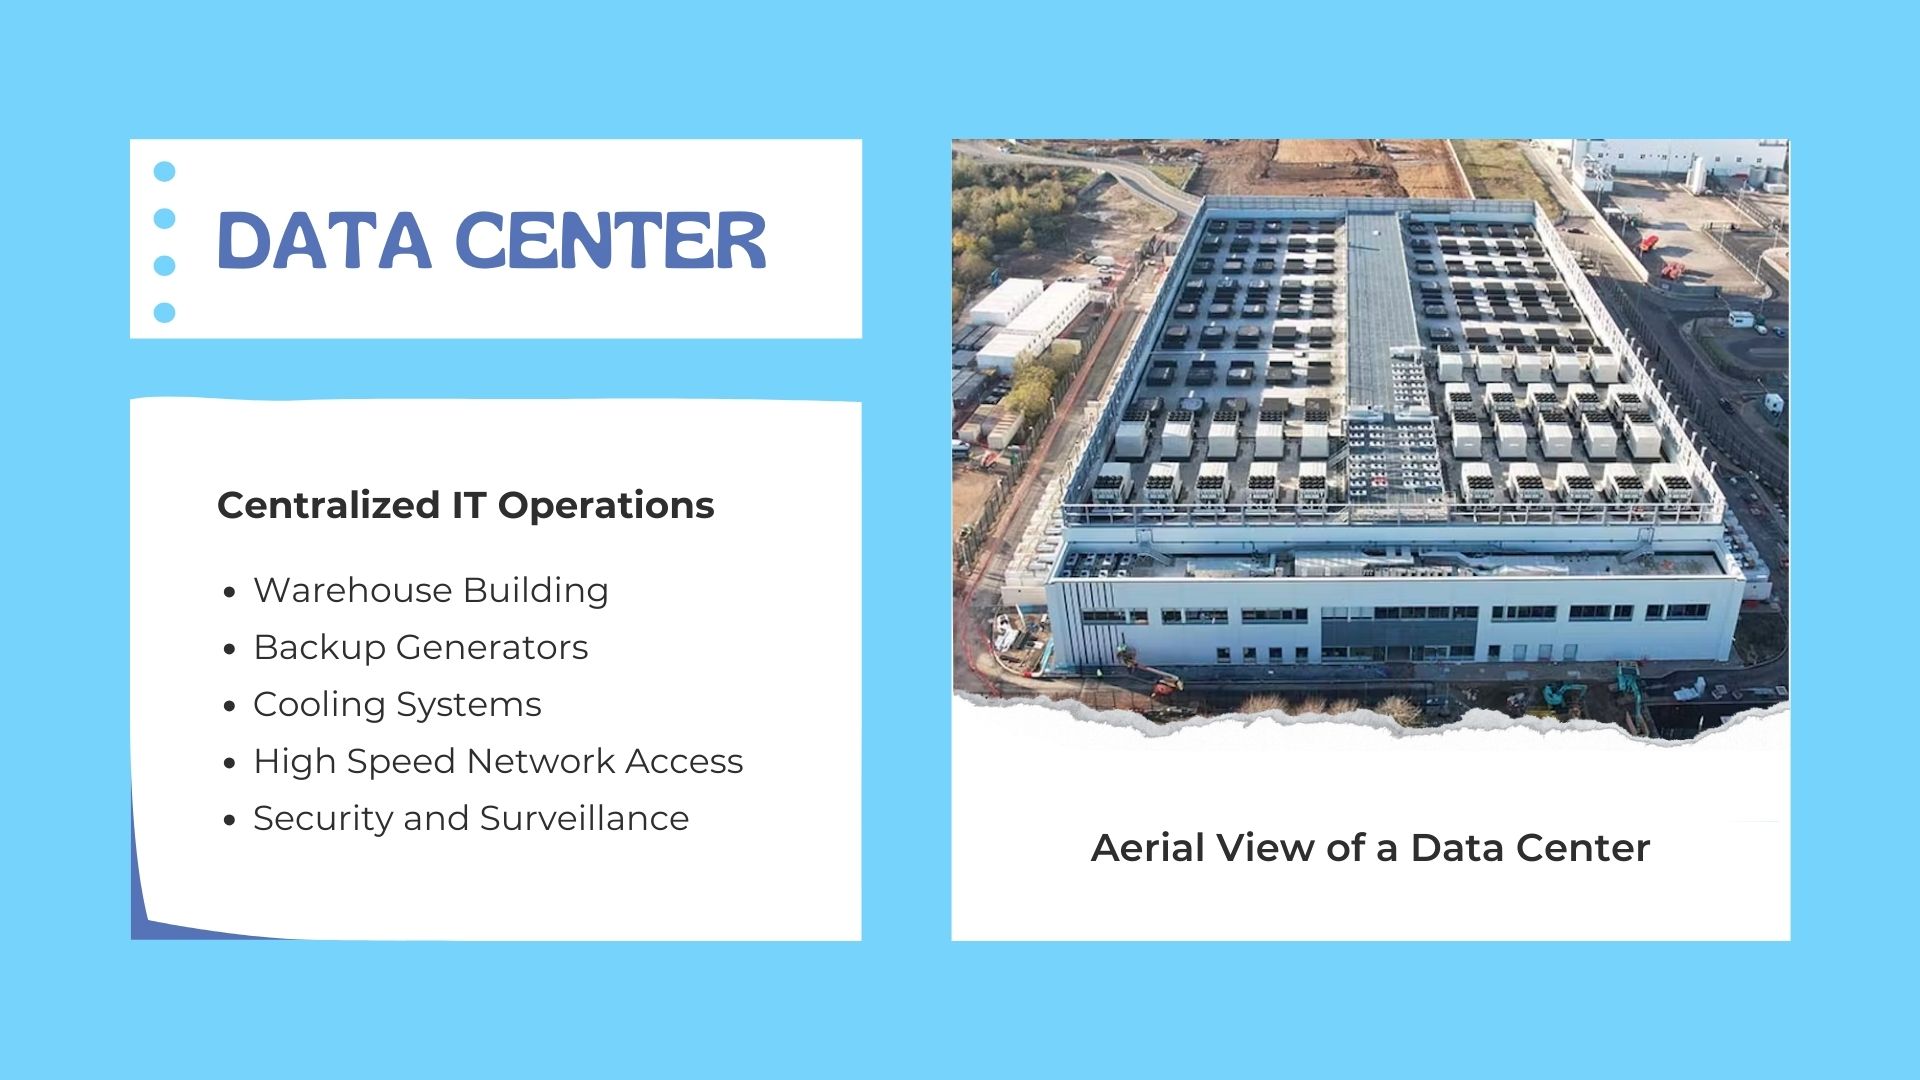 DATA CENTER
Centralized IT Operations
• Warehouse Building
• Backup Generators
• Cooling Systems
• High Speed Network Access
• Security and Surveillance
Aerial View of a Data Center